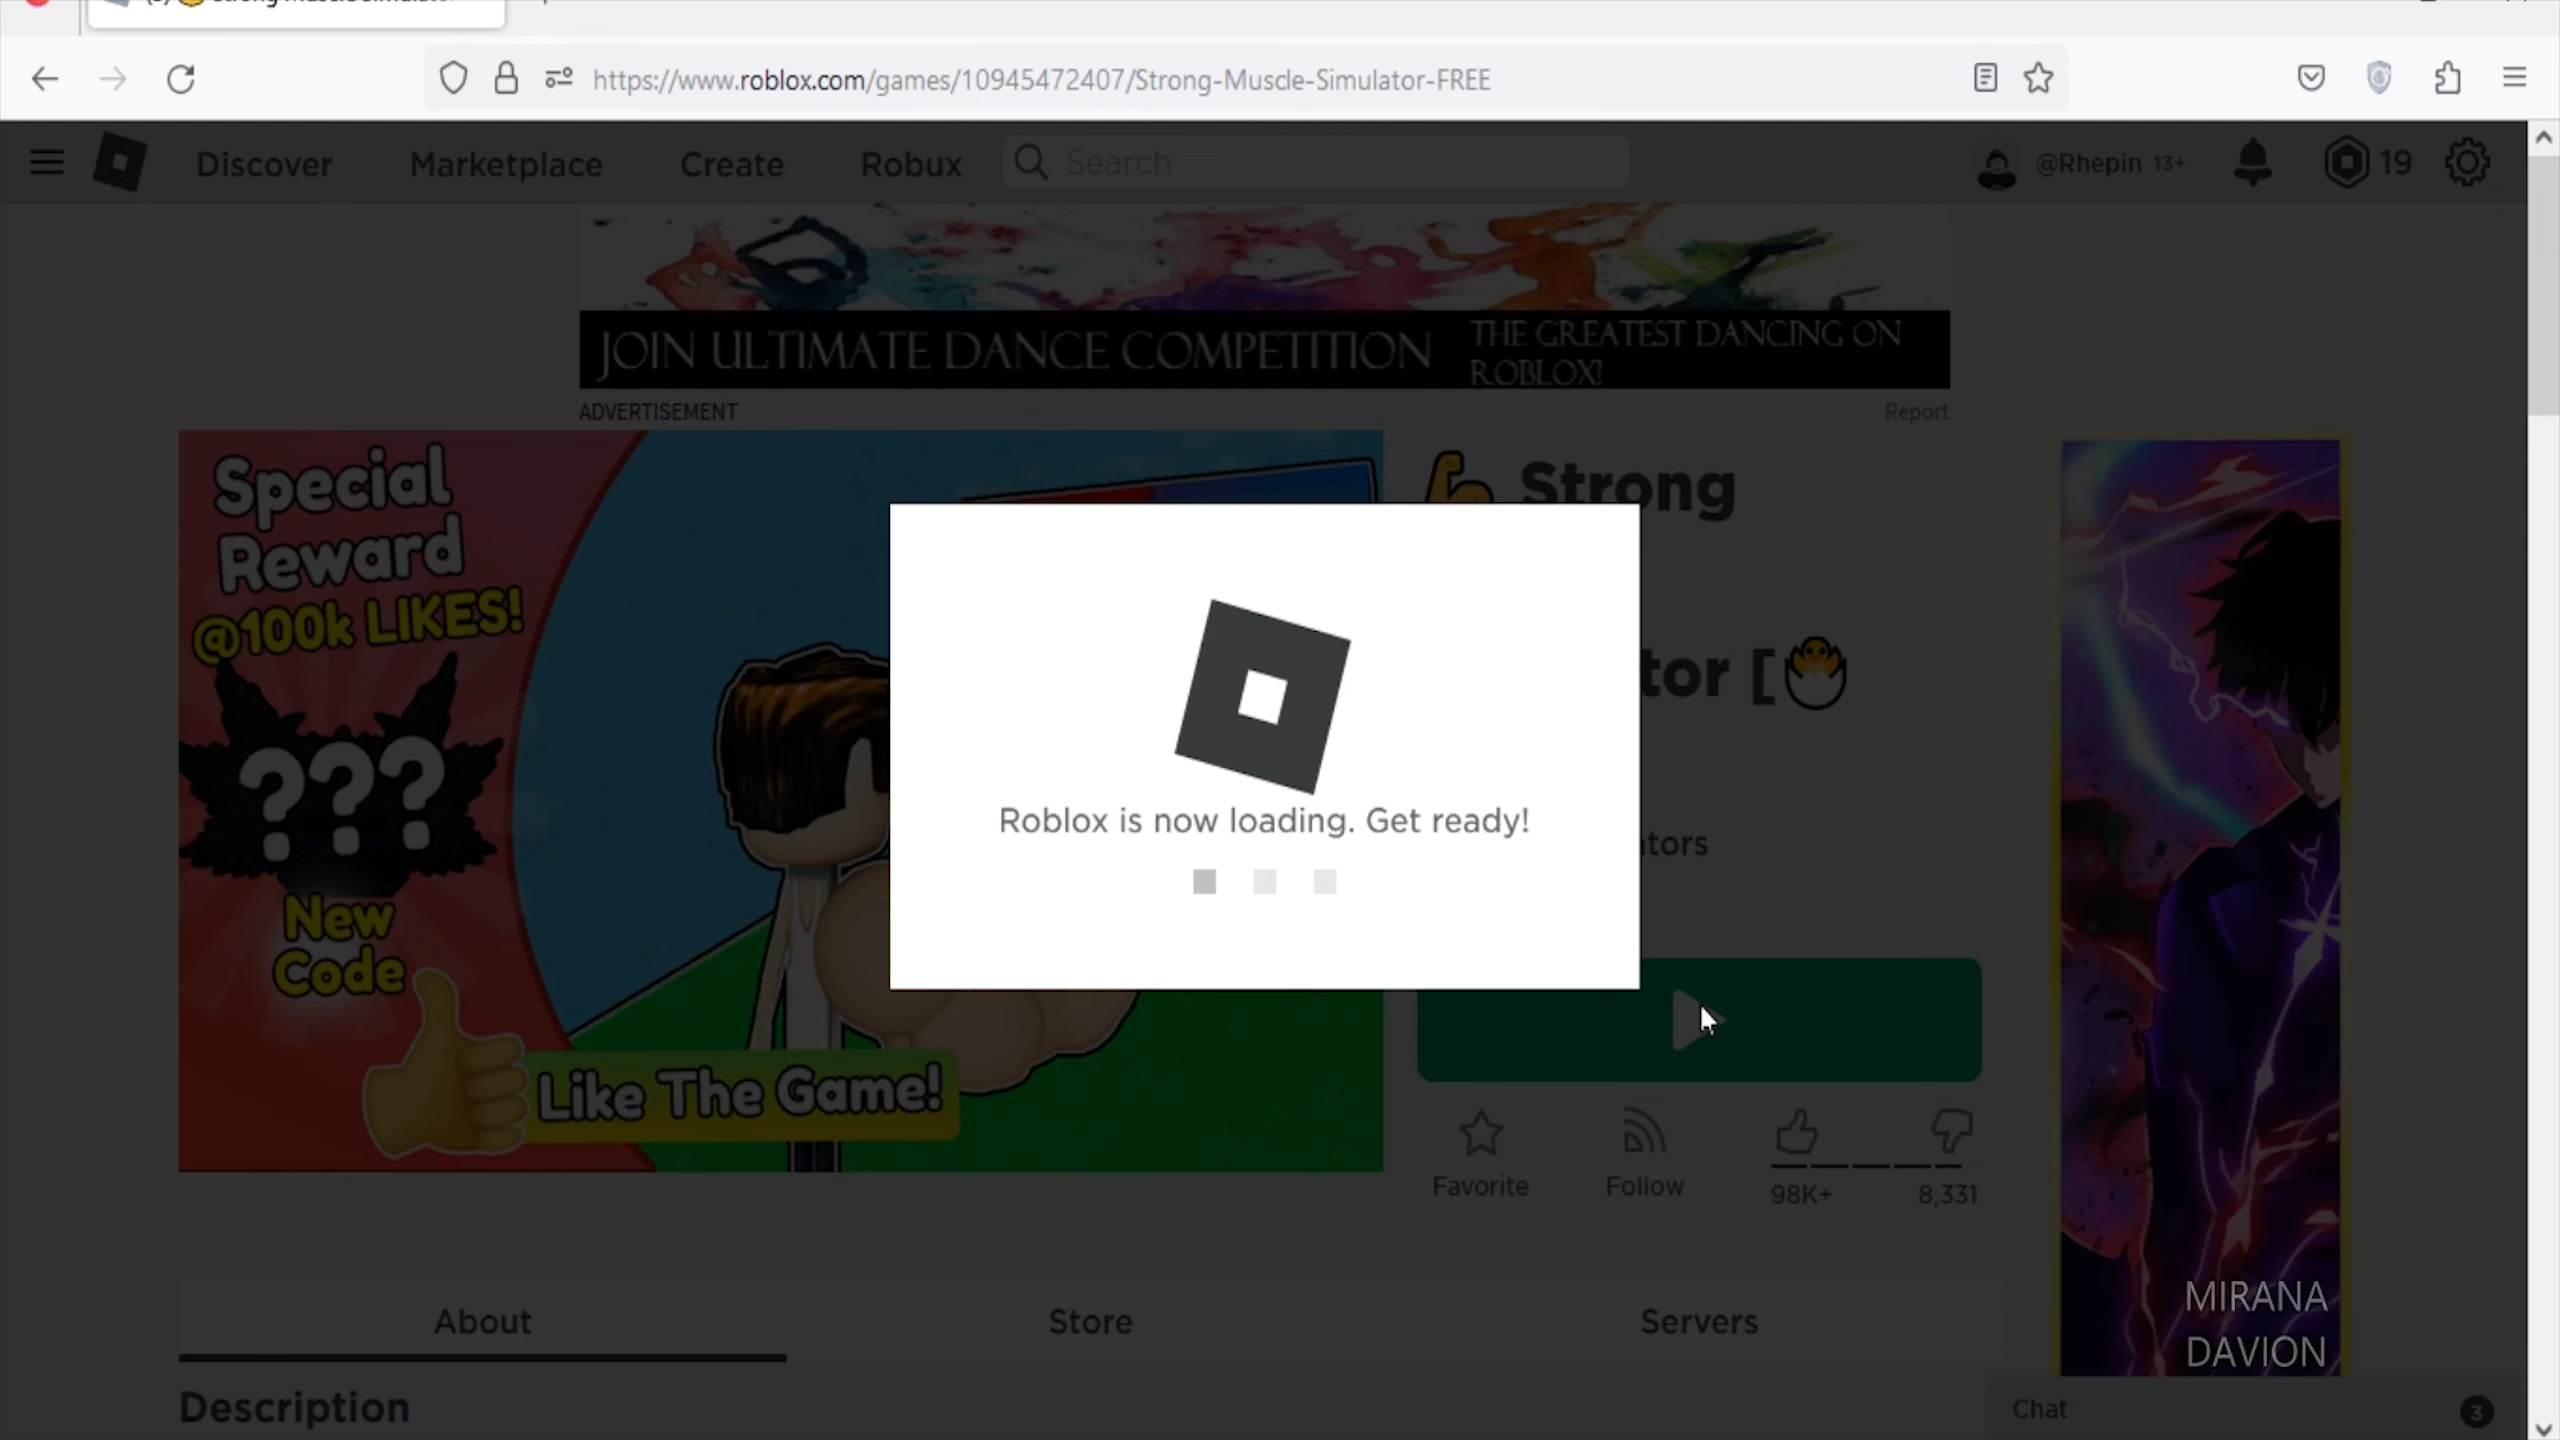 https://www.roblox.com/games/10945472407/Strong-Muscle-Simulator-FREE
Discover
Marketplace
Create
Robux
Search
@Rhepin 13+
19
JOIN ULTIMATE DANCE COMPETITION
THE GREATEST DANCING ON
ROBLOX!
ADVERTISEMENT
Report
Special
Reward
@100k LIKES!
???
New
Code
Like The Game!
Strong
tor [
Roblox is now loading. Get ready!
tors
Favorite
Follow
98K+
8,331
About
Store
Servers
Description
MIRANA
DAVION
Chat
3